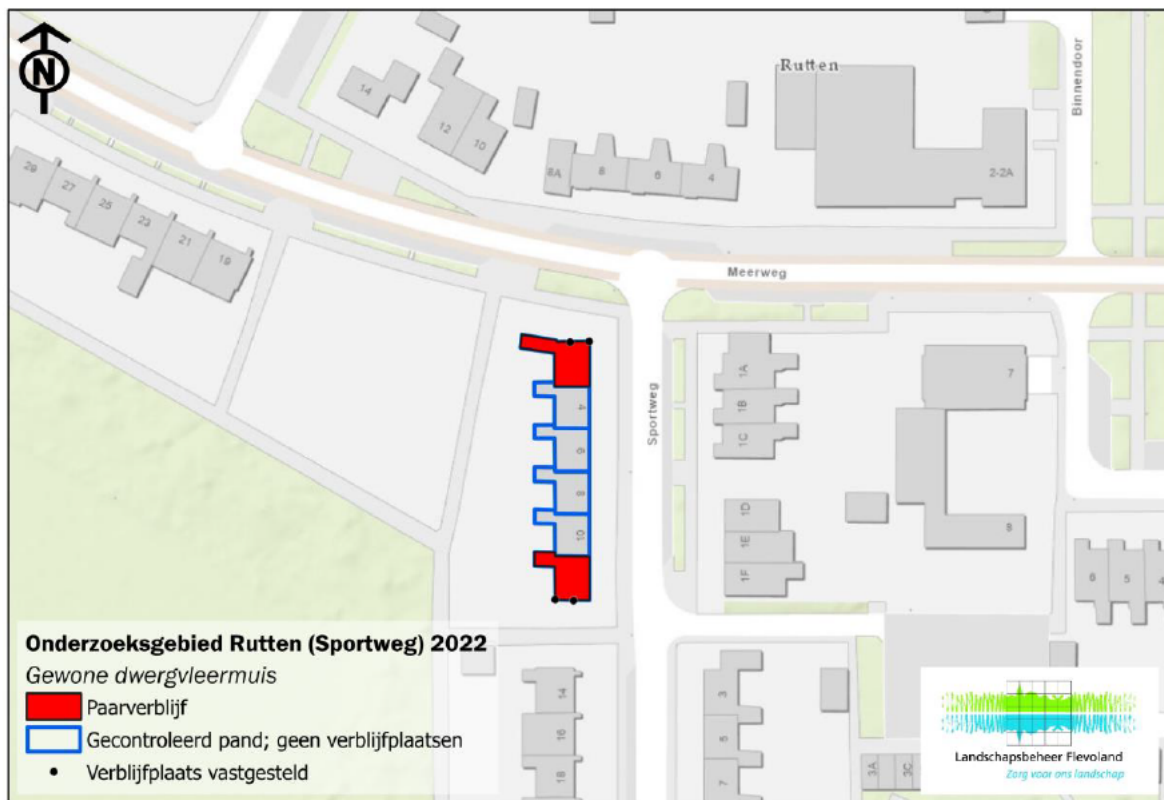 N
Rutten
Binnendoor
14
12
10
8A
8
6
4
2-2A
29
27
25
23
21
19
Meerweg
Sportweg
1A
1B
1C
7
4
6
8
10
1D
1E
1F
9
6
5
4
3
5
7
14
16
18
3A
3C
Onderzoeksgebied Rutten (Sportweg) 2022
Gewone dwergvleermuis
Paarverblijf
Gecontroleerd pand; geen verblijfplaatsen
Verblijfplaats vastgesteld
Landschapsbeheer Flevoland
Zorg voor ons landschap